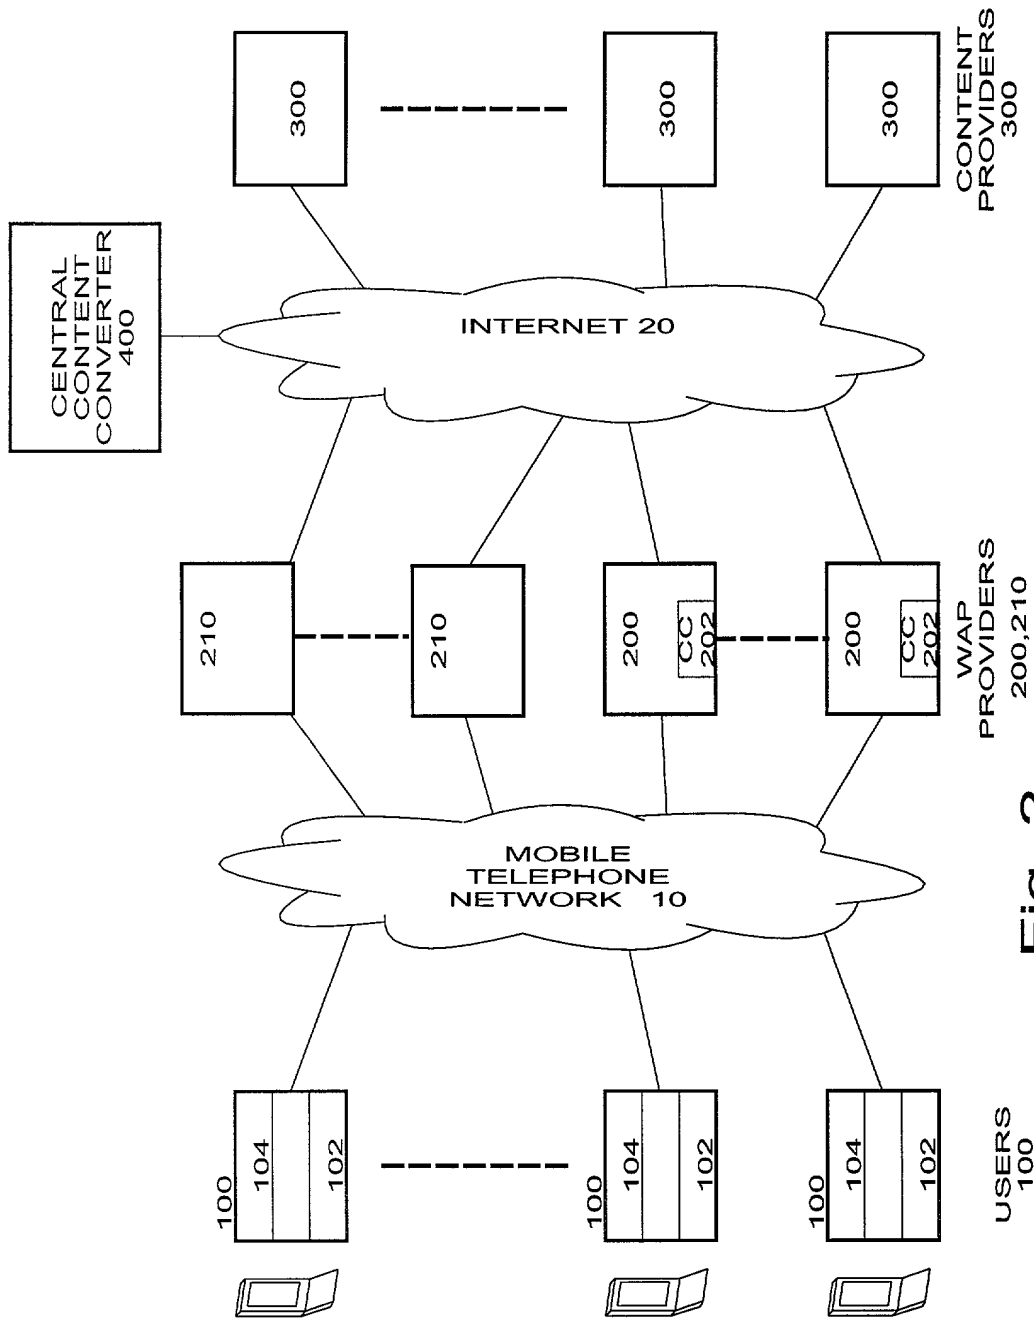 CENTRAL
CONTENT
CONVERTER
400
100
104
102
100
104
102
100
104
102
USERS
100
MOBILE
TELEPHONE
NETWORK 10
210
210
200
CC
202
200
CC
202
WAP
PROVIDERS
200,210
INTERNET 20
300
300
300
CONTENT
PROVIDERS
300
Fig.